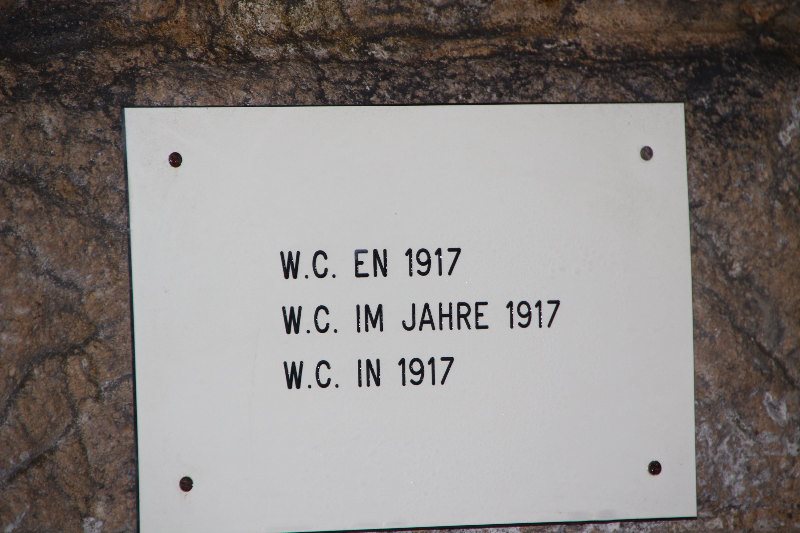 W.C. EN 1917
W.C. IM JAHRE 1917
W.C. IN 1917